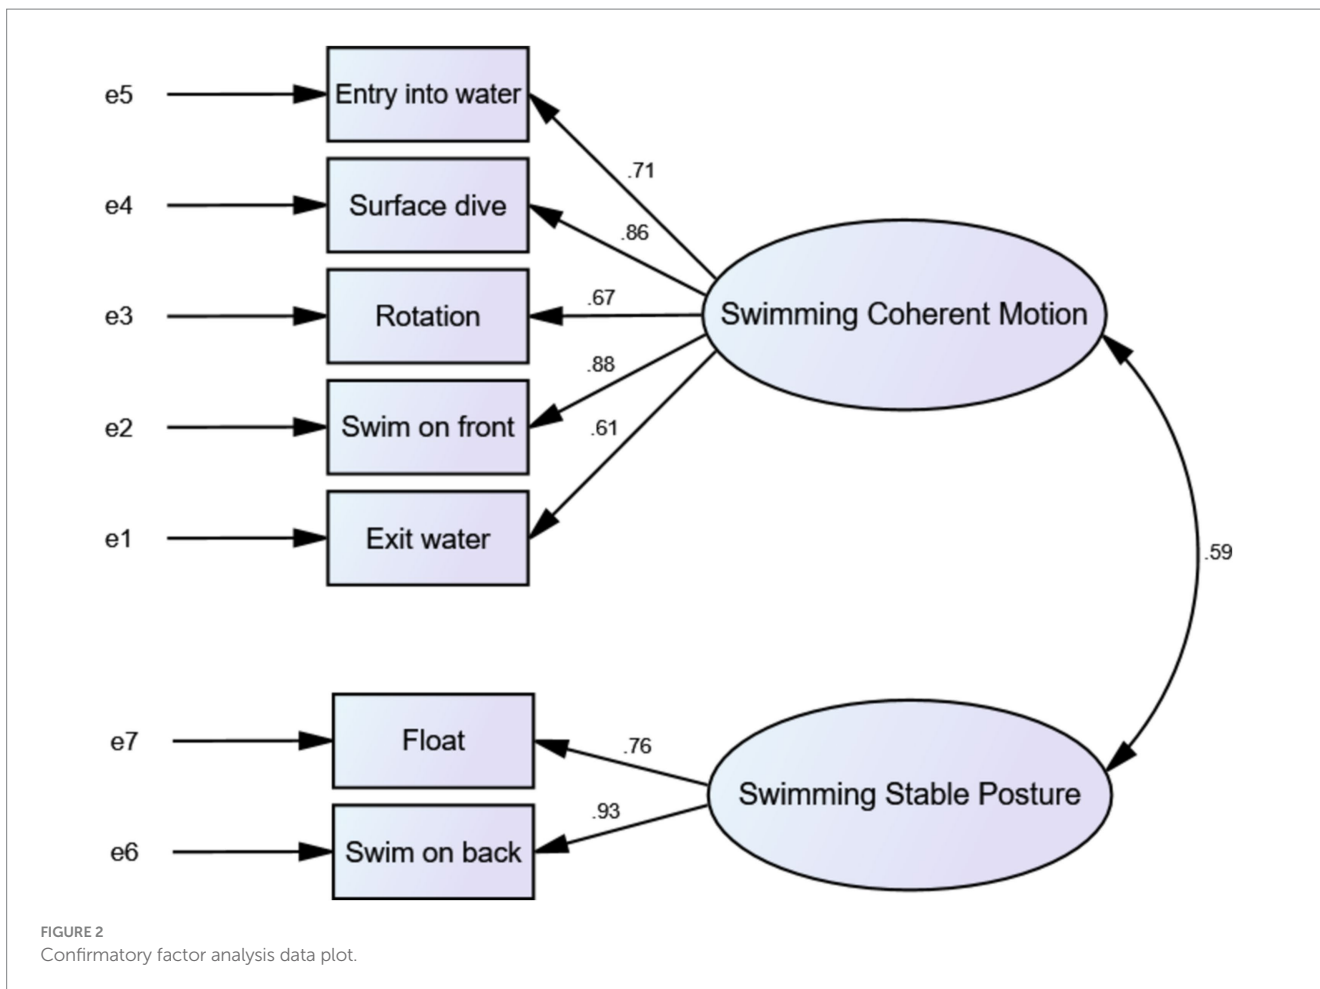 e5
Entry into water
.71
e4
Surface dive
.86
e3
Rotation
.67
Swimming Coherent Motion
.88
e2
Swim on front
.61
e1
Exit water
.59
e7
Float
.76
Swimming Stable Posture
.93
e6
Swim on back
FIGURE 2
Confirmatory factor analysis data plot.